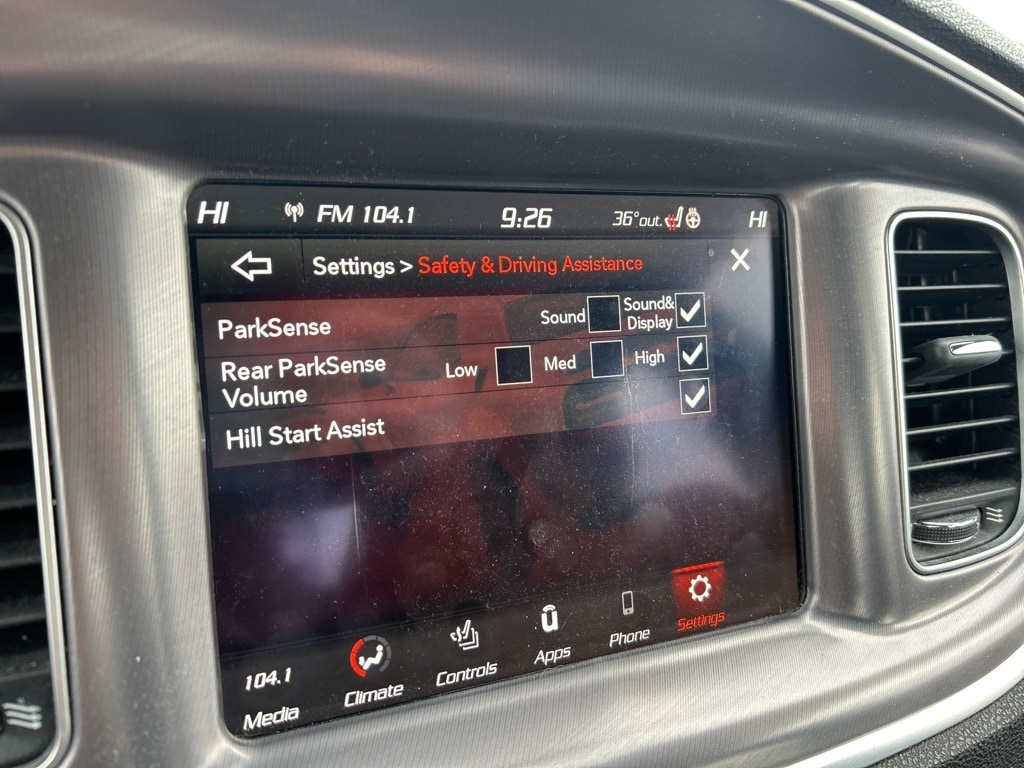 HI FM 104.1 9:26 36°out. HI
Settings > Safety & Driving Assistance
ParkSense Sound Sound&
Display
Rear ParkSense
Volume Low Med High
Hill Start Assist
104.1
Media Climate Controls Apps Phone Settings